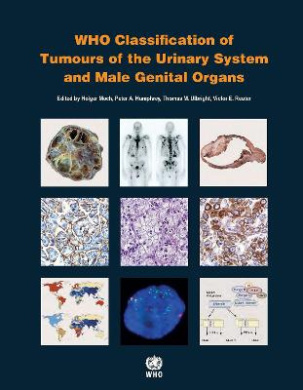 WHO Classification of
Tumours of the Urinary System
and Male Genital Organs
Edited by Holger Moch, Peter A. Humphrey, Thomas M. Ulbright, Victor E. Reuter
WHO